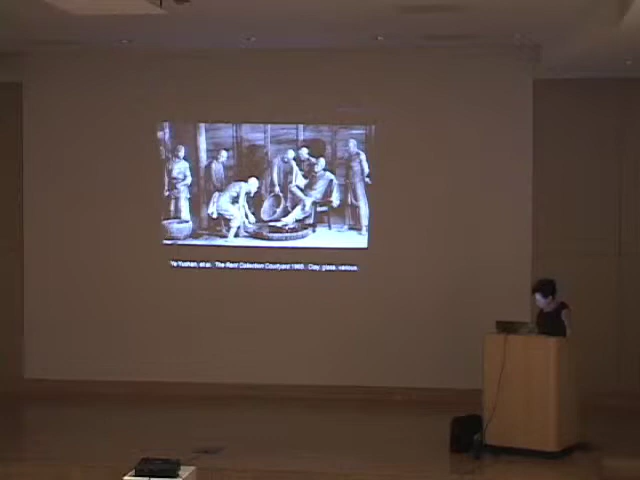 Ye Yushan, et al. The Rent Collection Courtyard 1965. Clay, glass, various.